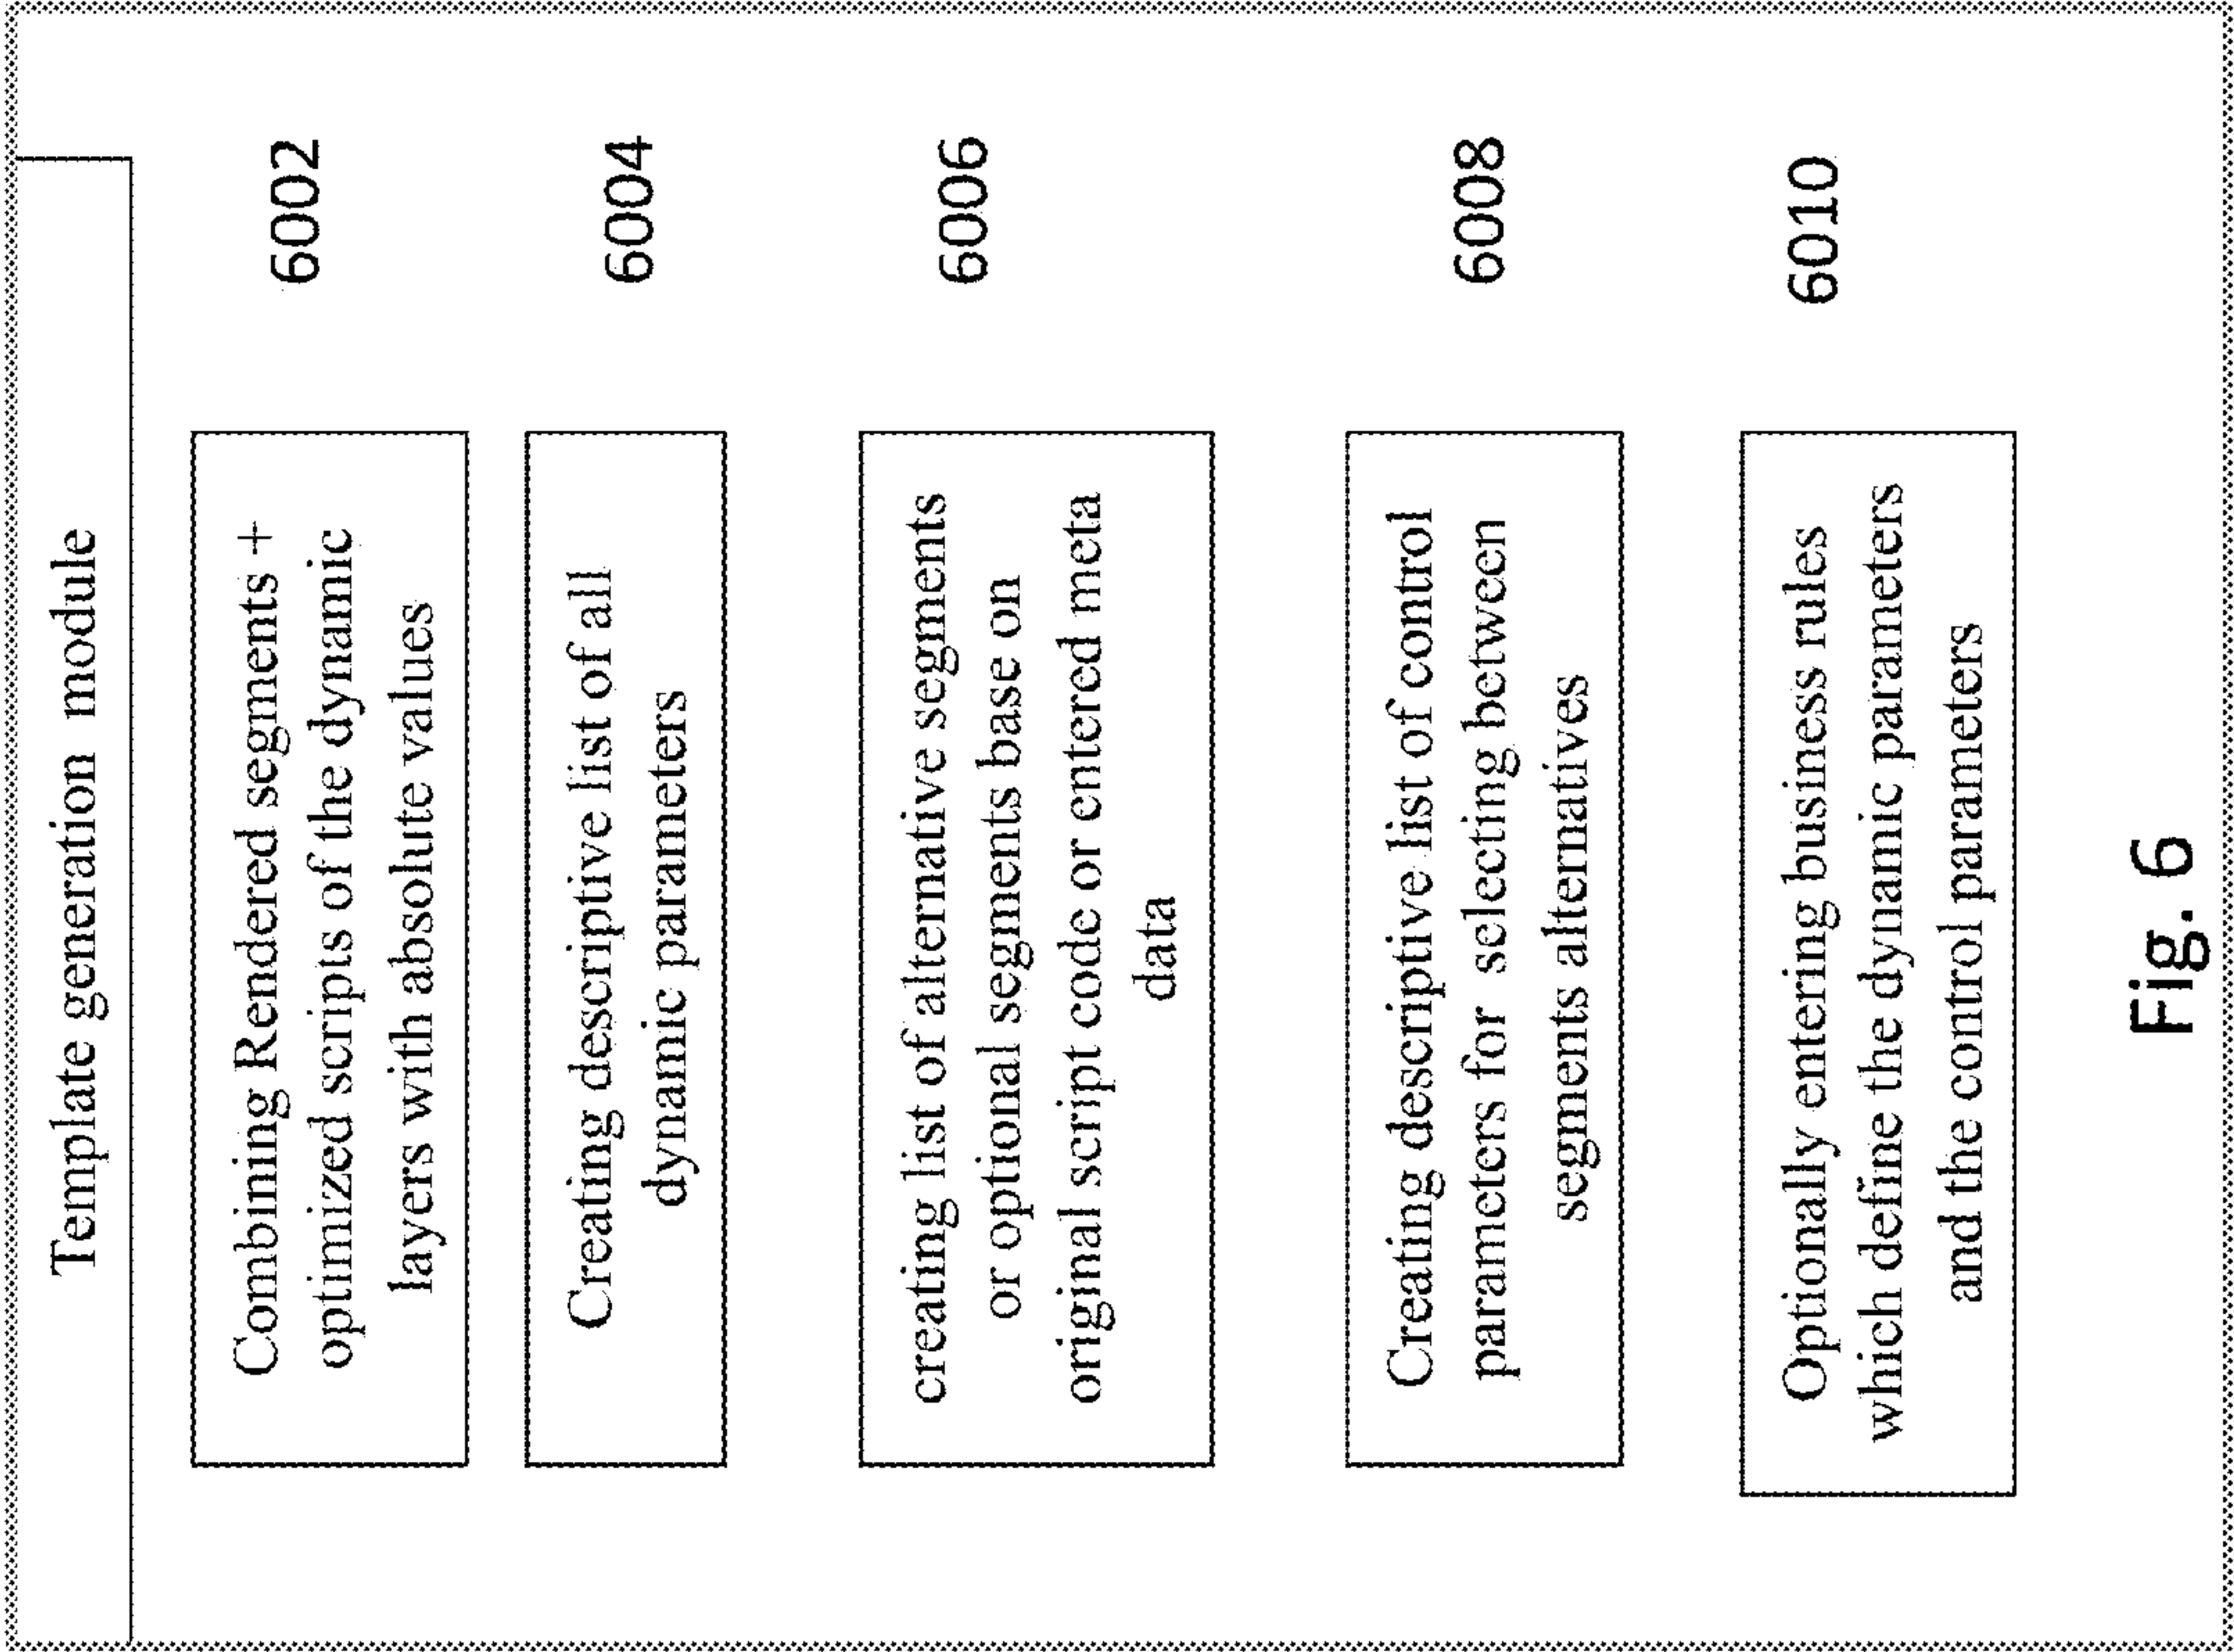 Template generation module
Combining Rendered segments +
optimized scripts of the dynamic
layers with absolute values
6002
Creating descriptive list of all
dynamic parameters
6004
creating list of alternative segments
or optional segments base on
original script code or entered meta
data
6006
Creating descriptive list of control
parameters for selecting between
segments alternatives
6008
Optionally entering business rules
which define the dynamic parameters
and the control parameters
6010
Fig. 6